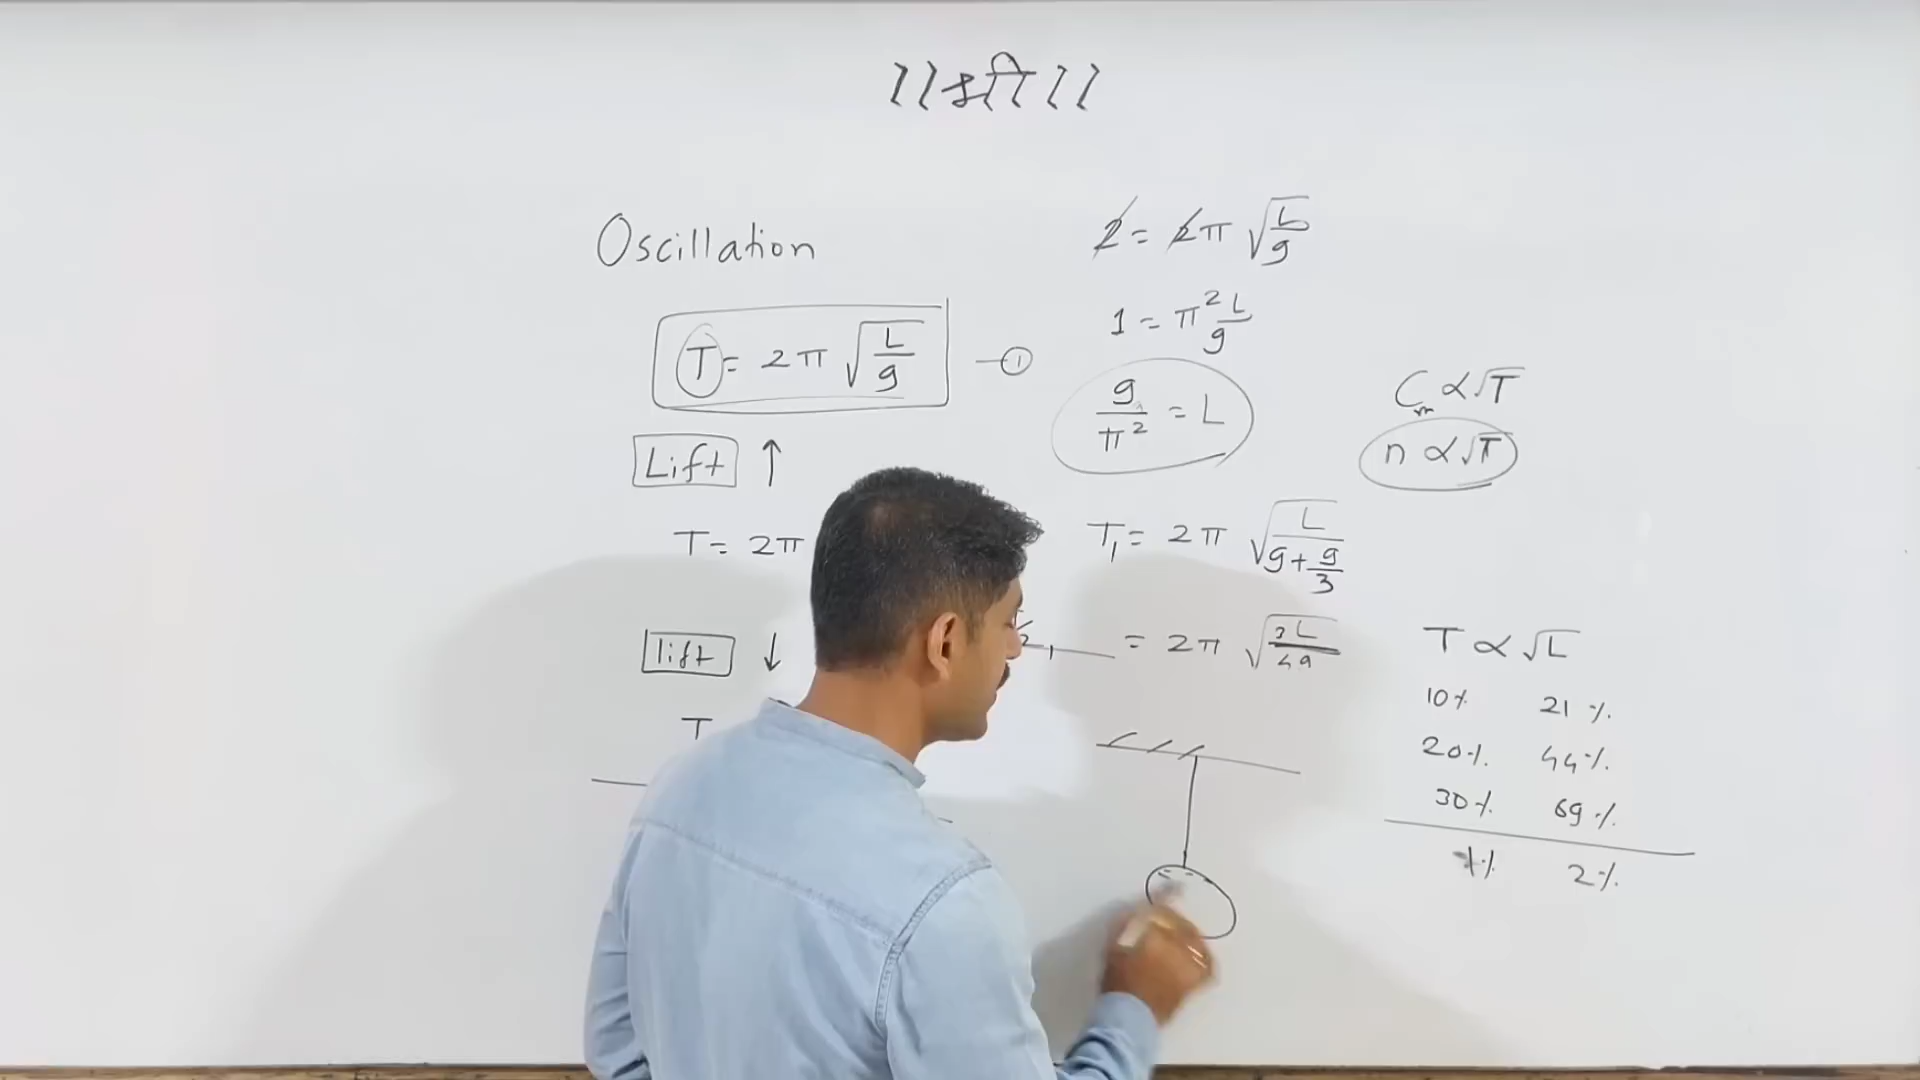 ॥ श्री ॥
Oscillation
T = 2π √(L/g) —①
Lift ↑
T = 2π
lift ↓
T
2 = 2π √(L/g)
1 = π² L/g
g/π² = L
T₁ = 2π √(L/(g + g/3))
= 2π √(3L/4g)
C ∝ √T
n ∝ √T
T ∝ √L
10% 21%
20% 44%
30% 69%
1% 2%